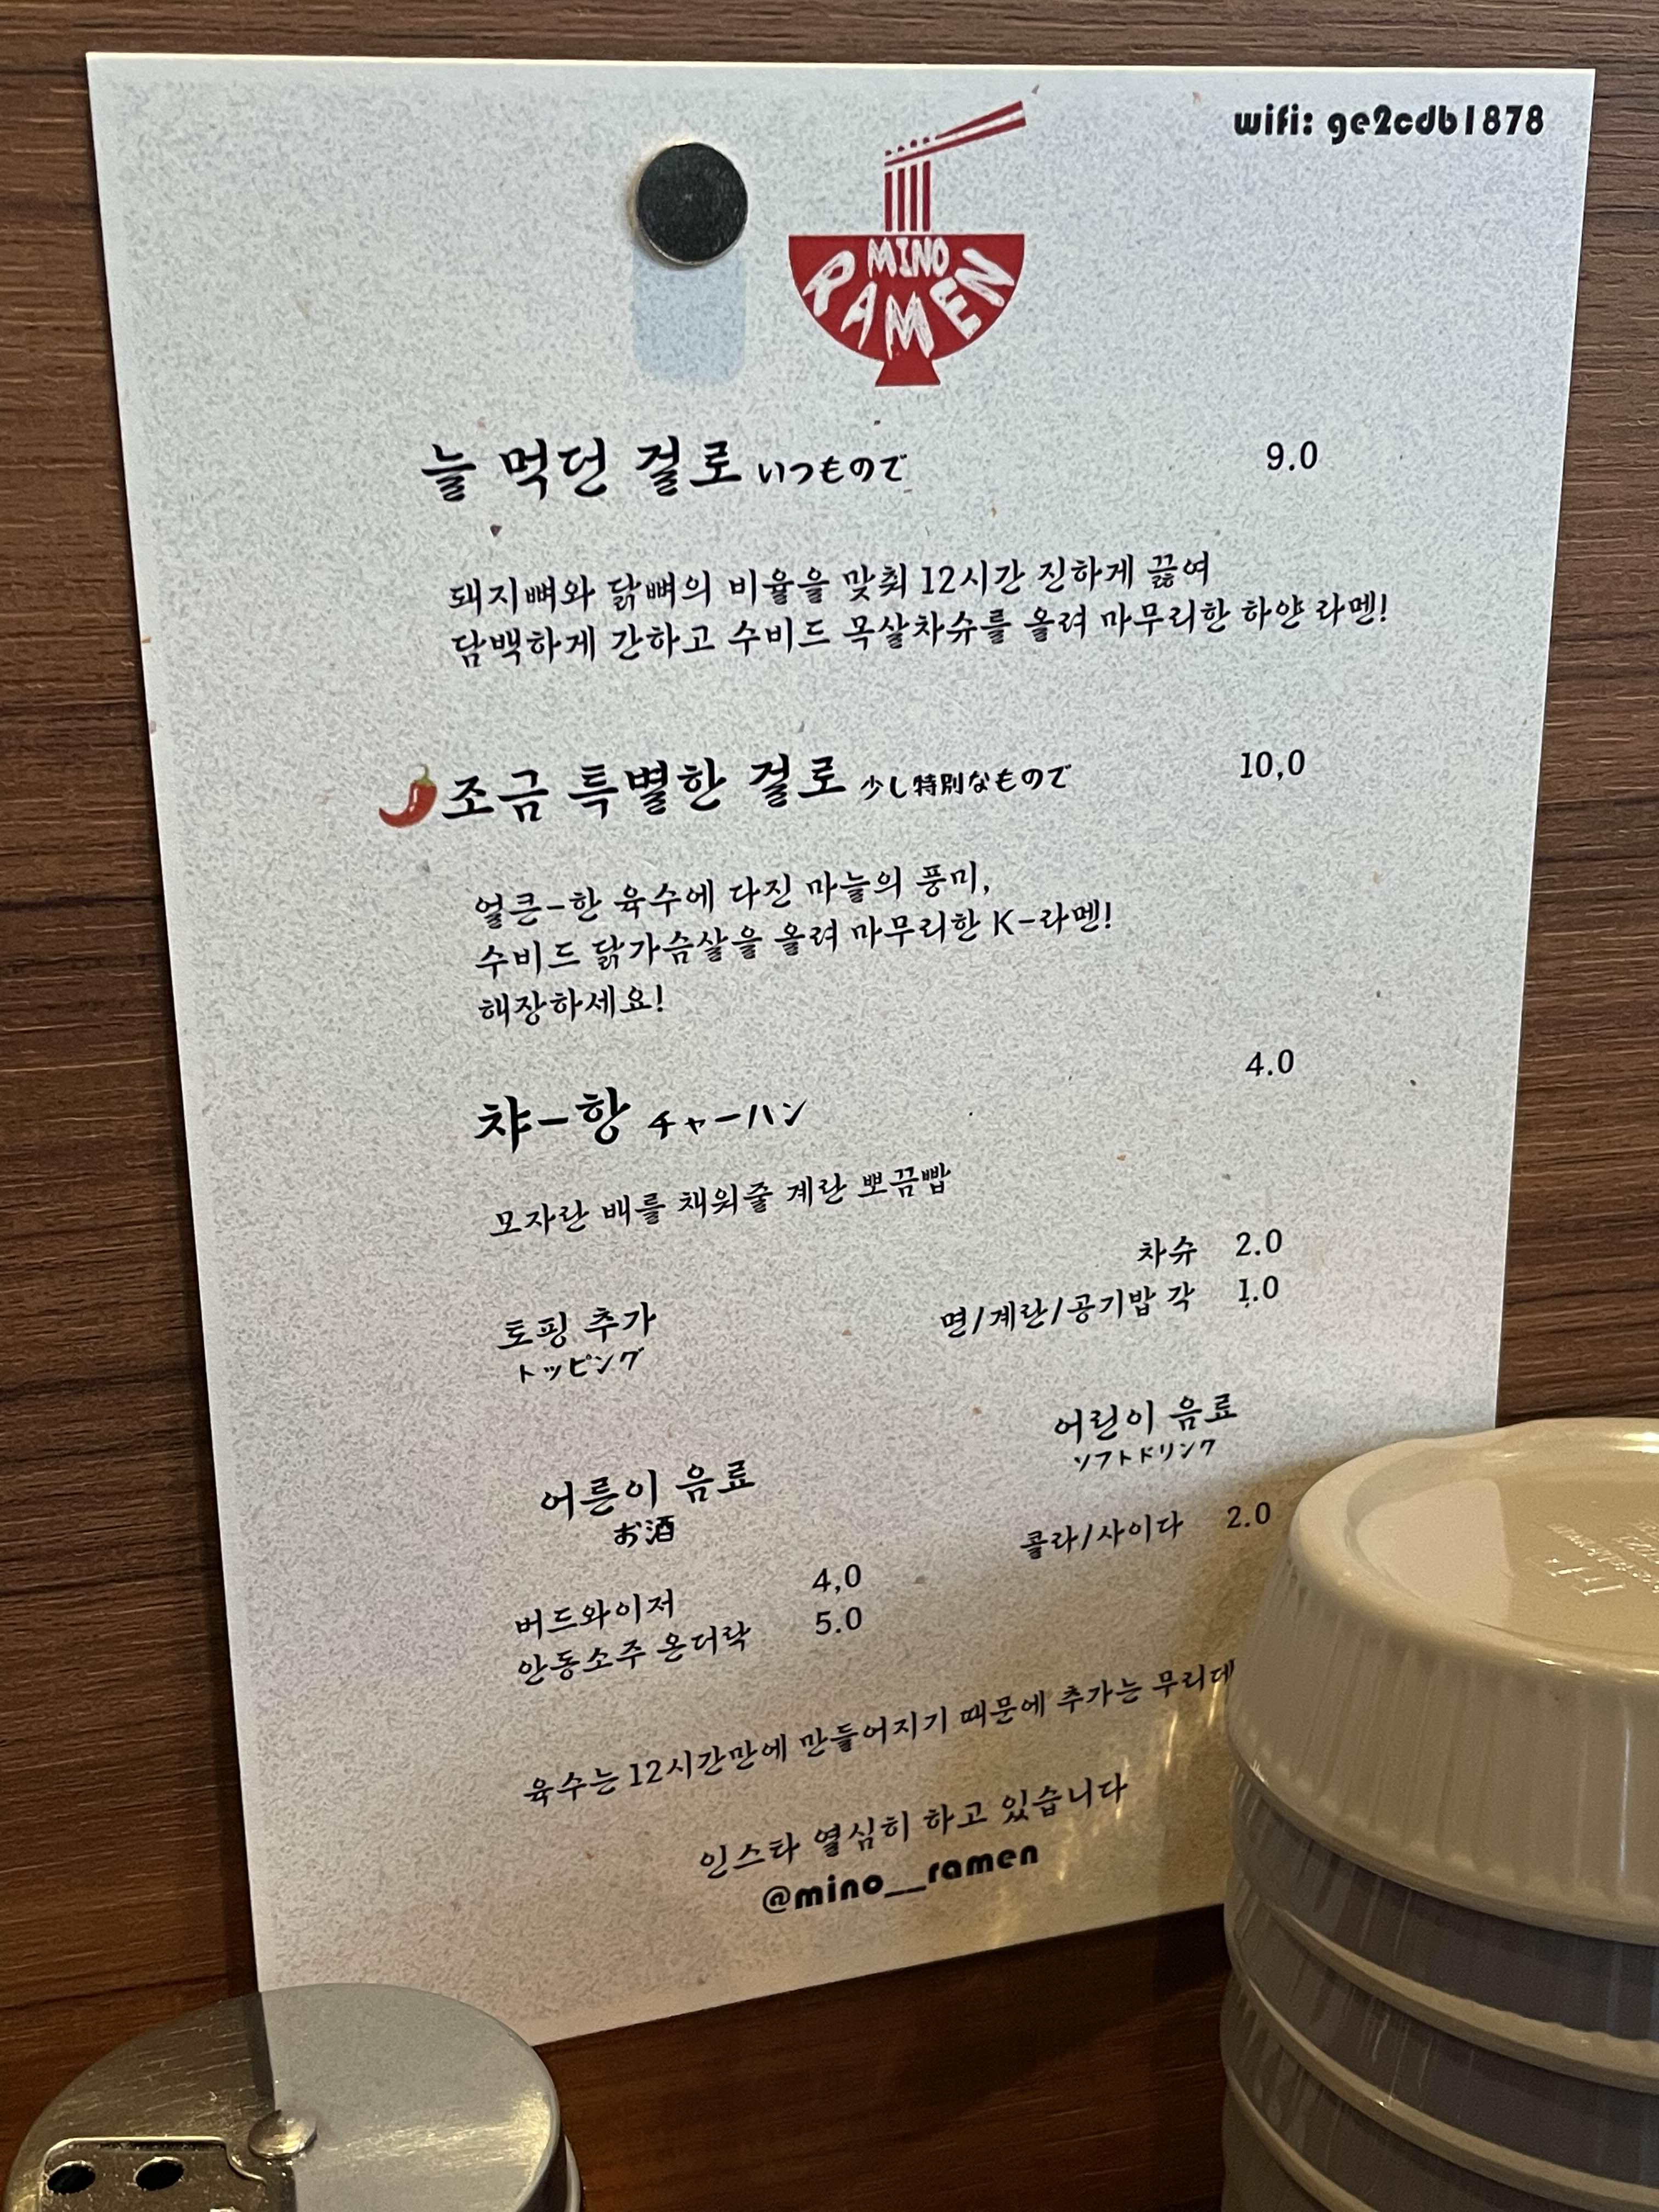 wifi: ge2cdb1878
MINO
RAMEN
늘 먹던 걸로 いつもので 9.0
돼지뼈와 닭뼈의 비율을 맞춰 12시간 진하게 끓여
담백하게 간하고 수비드 목살차슈를 올려 마무리한 하얀 라멘!
조금 특별한 걸로 少し特別なもので 10,0
얼큰-한 육수에 다진 마늘의 풍미,
수비드 닭가슴살을 올려 마무리한 K-라멘!
해장하세요!
챠-항 チャーハン 4.0
모자란 배를 채워줄 계란 뽀끔빱
차슈 2.0
면/계란/공기밥 각 1.0
토핑 추가
トッピング
어린이 음료
ソフトドリンク
콜라/사이다 2.0
어른이 음료
お酒
버드와이저 4,0
안동소주 온더락 5.0
육수는 12시간만에 만들어지기 때문에 추가는 무리데
인스타 열심히 하고 있습니다
@mino__ramen